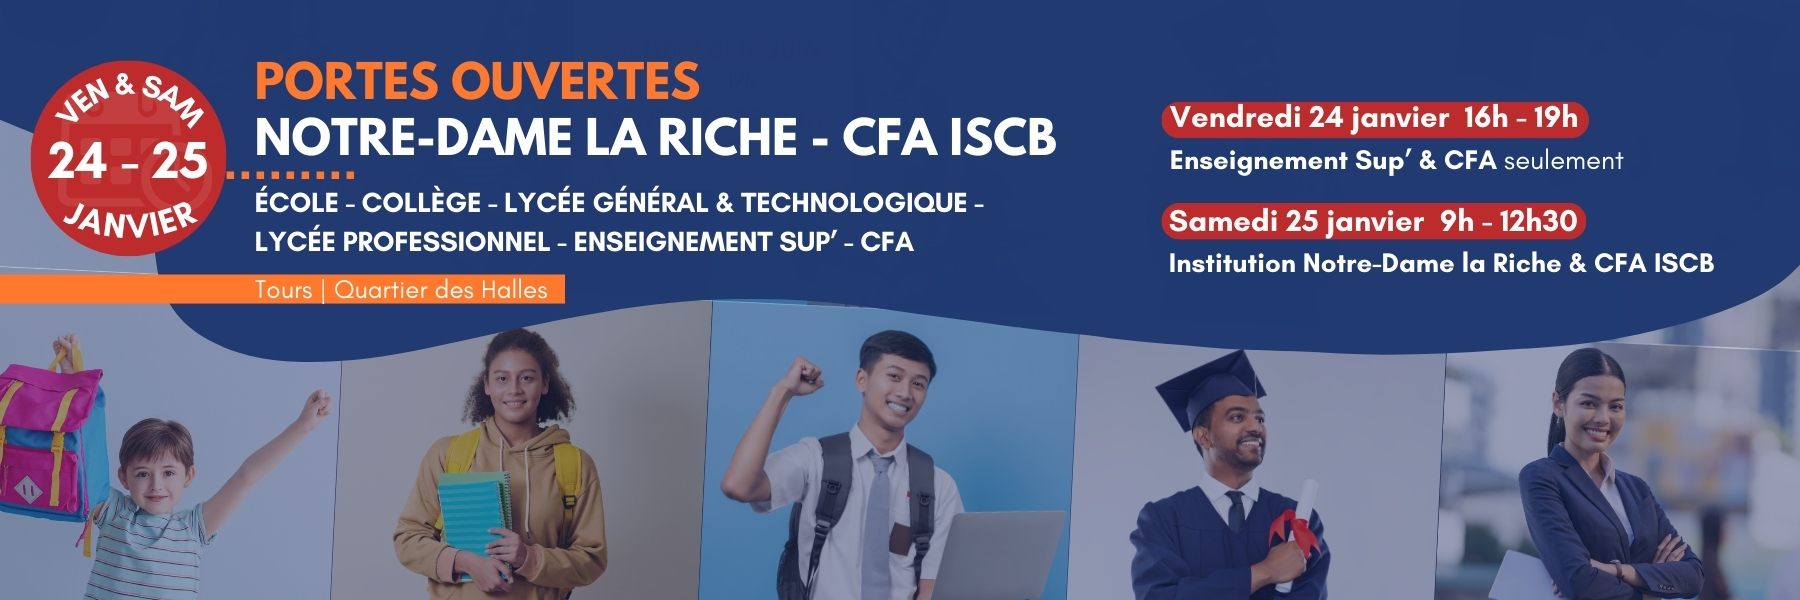 VEN & SAM
24 - 25
JANVIER
PORTES OUVERTES
NOTRE-DAME LA RICHE - CFA ISCB
ÉCOLE - COLLÈGE - LYCÉE GÉNÉRAL & TECHNOLOGIQUE -
LYCÉE PROFESSIONNEL - ENSEIGNEMENT SUP’ - CFA
Tours | Quartier des Halles
Vendredi 24 janvier 16h - 19h
Enseignement Sup’ & CFA seulement
Samedi 25 janvier 9h - 12h30
Institution Notre-Dame la Riche & CFA ISCB